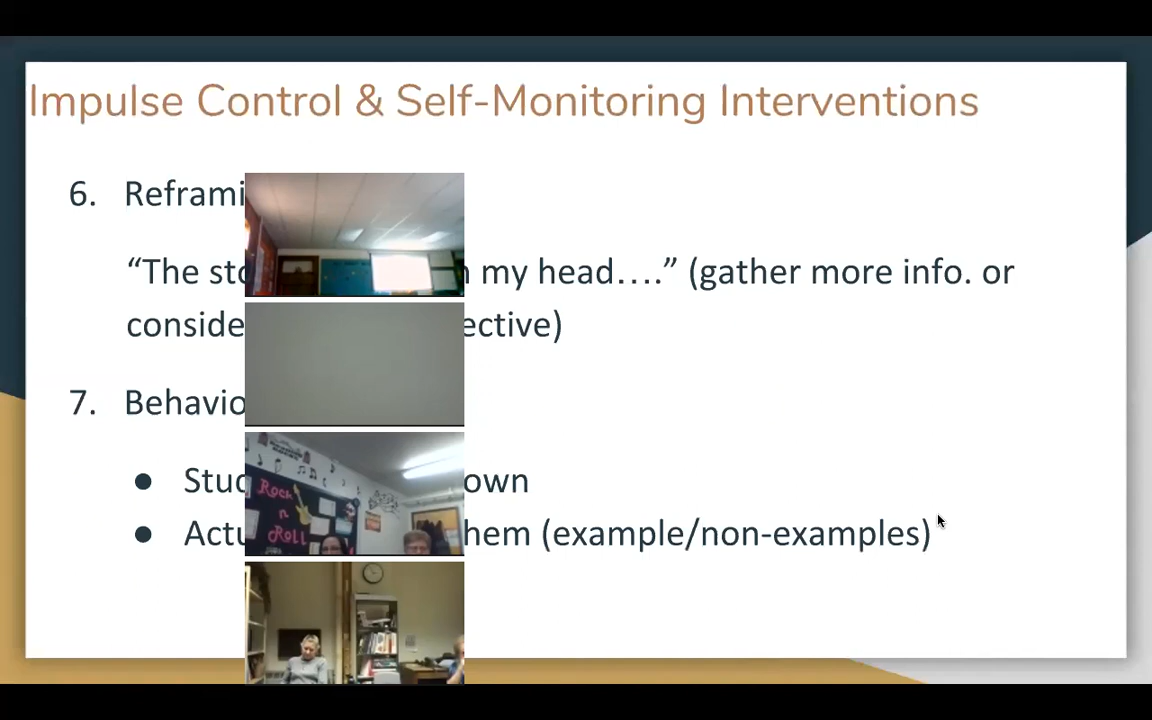 Impulse Control & Self-Monitoring Interventions
6. Reframi
“The sto my head….” (gather more info. or
conside ective)
7. Behavio
● Stud own
● Actu hem (example/non-examples)
Rock
n
Roll